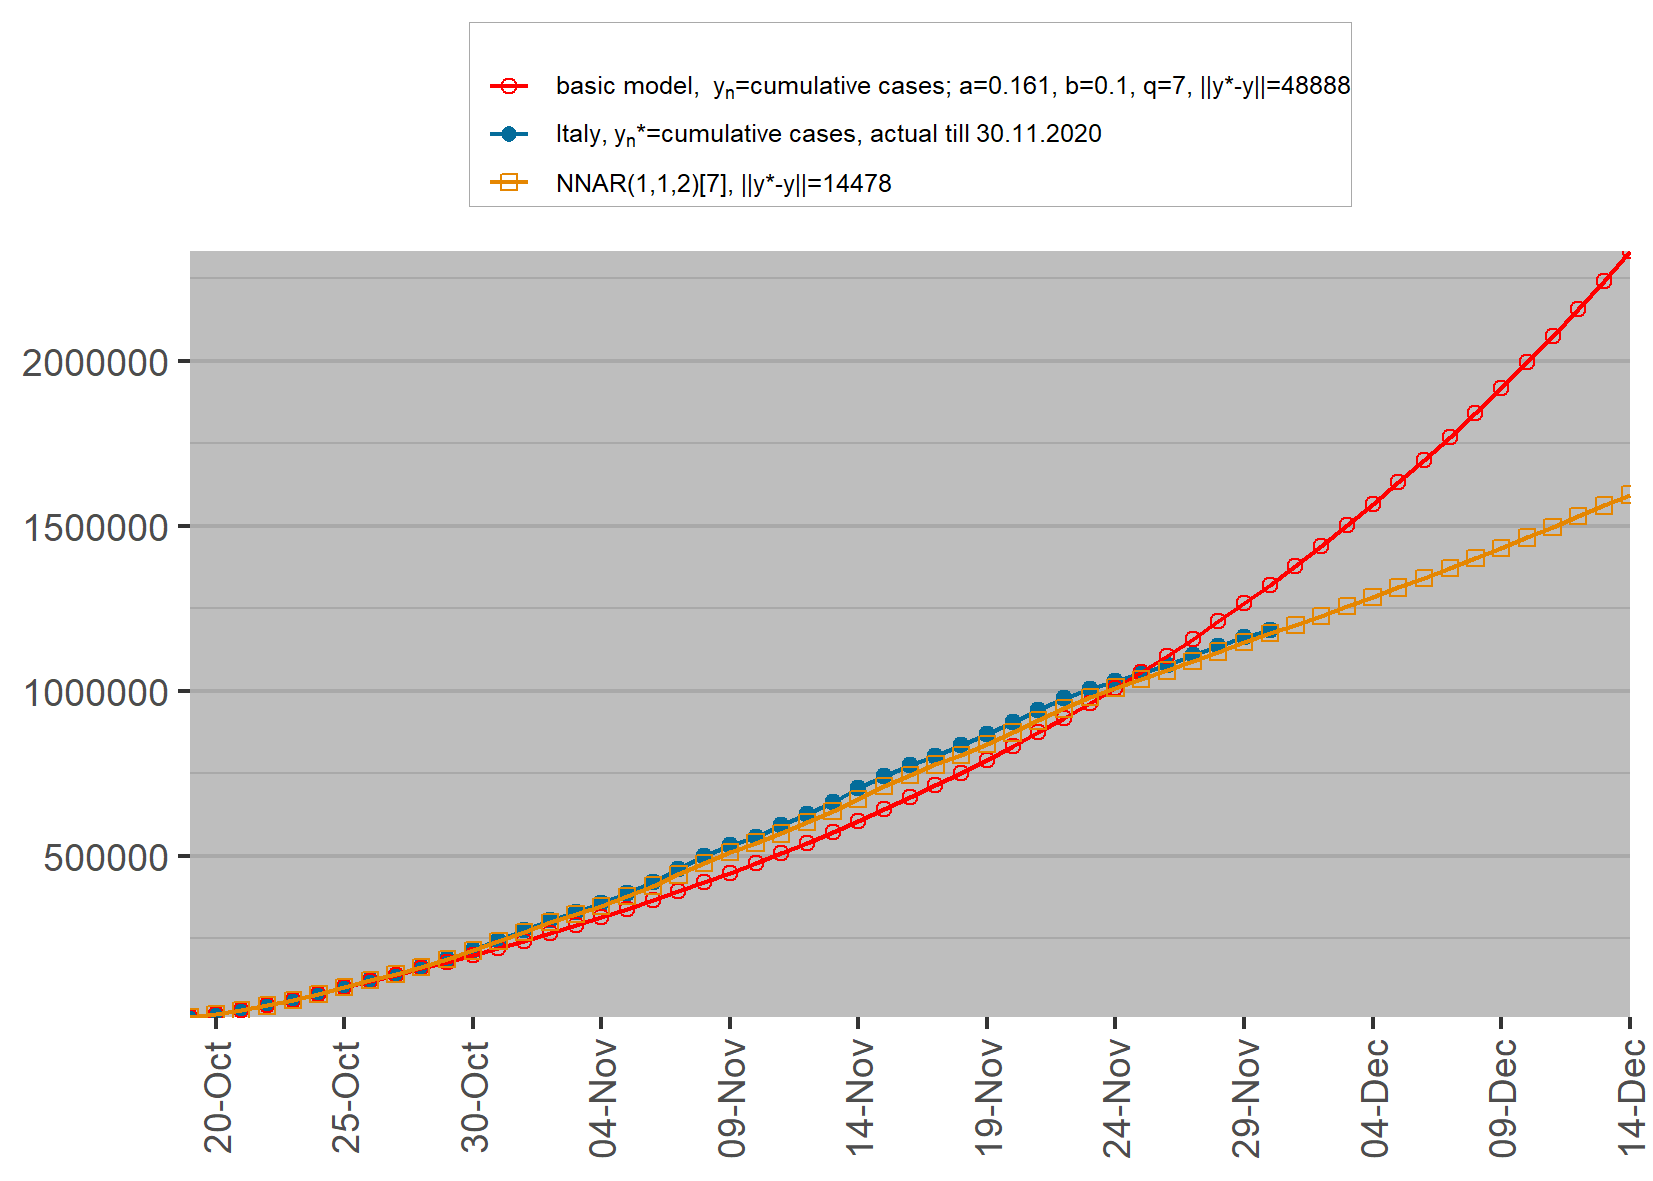 basic model, yn=cumulative cases; a=0.161, b=0.1, q=7, ||y*-y||=48888
Italy, yn*=cumulative cases, actual till 30.11.2020
NNAR(1,1,2)[7], ||y*-y||=14478
2000000
1500000
1000000
500000
20-Oct
25-Oct
30-Oct
04-Nov
09-Nov
14-Nov
19-Nov
24-Nov
29-Nov
04-Dec
09-Dec
14-Dec